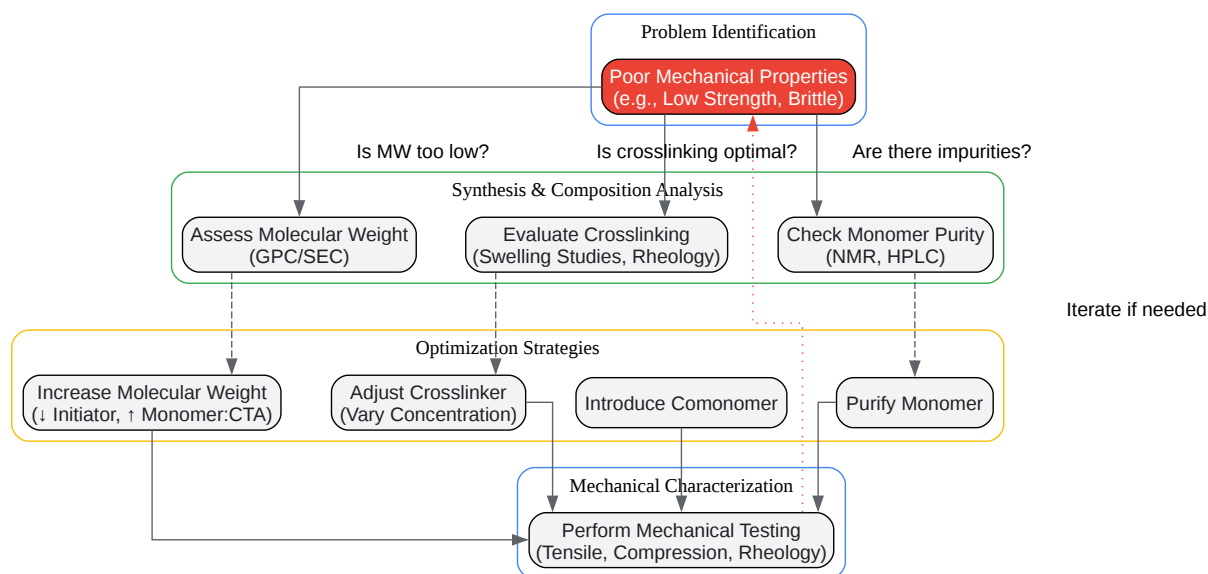 Problem Identification
Poor Mechanical Properties
(e.g., Low Strength, Brittle)
Is MW too low?
Is crosslinking optimal?
Are there impurities?
Synthesis & Composition Analysis
Assess Molecular Weight
(GPC/SEC)
Evaluate Crosslinking
(Swelling Studies, Rheology)
Check Monomer Purity
(NMR, HPLC)
Iterate if needed
Optimization Strategies
Increase Molecular Weight
(↓ Initiator, ↑ Monomer:CTA)
Adjust Crosslinker
(Vary Concentration)
Introduce Comonomer
Purify Monomer
Mechanical Characterization
Perform Mechanical Testing
(Tensile, Compression, Rheology)